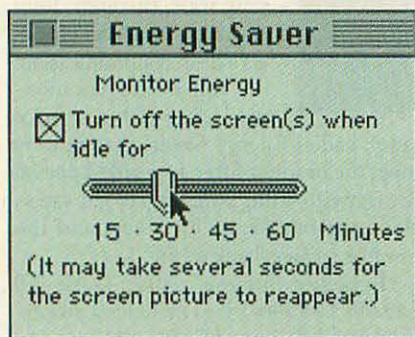 Energy Saver
Monitor Energy
Turn off the screen(s) when
idle for
15 · 30 · 45 · 60 Minutes
(It may take several seconds for
the screen picture to reappear.)